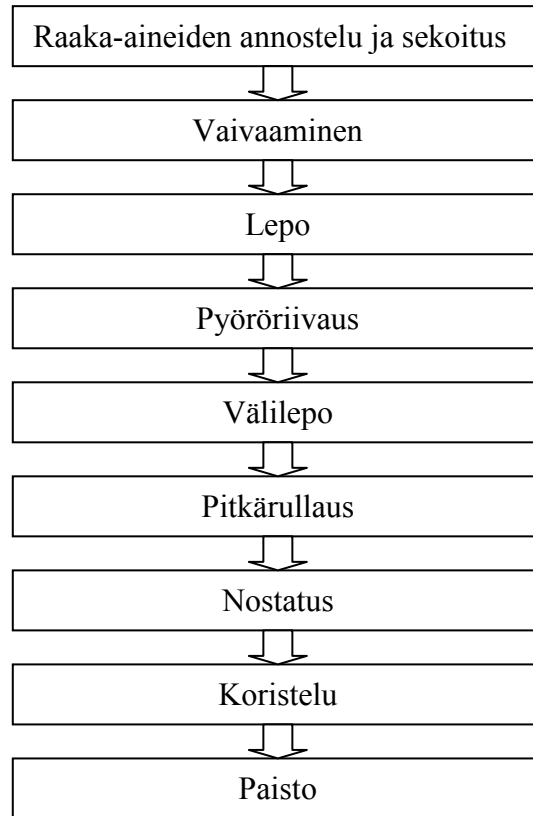 Raaka-aineiden annostelu ja sekoitus
Vaivaaminen
Lepo
Pyöröriivaus
Välilepo
Pitkärullaus
Nostatus
Koristelu
Paisto